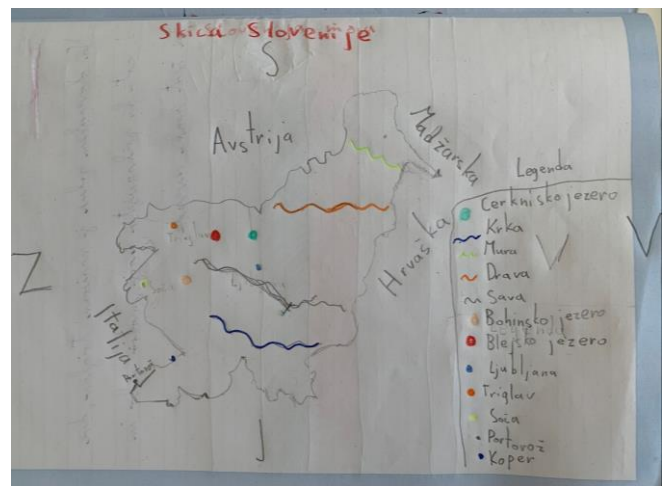 Skica Slovenije
S
Avstrija
Madžarska
Hrvaška
Z
V
Italija
J
Triglav
Legenda
Cerkniško jezero
Krka
Mura
Drava
Sava
Bohinjsko jezero
Blejsko jezero
Ljubljana
Triglav
Soča
Portorož
Koper
V